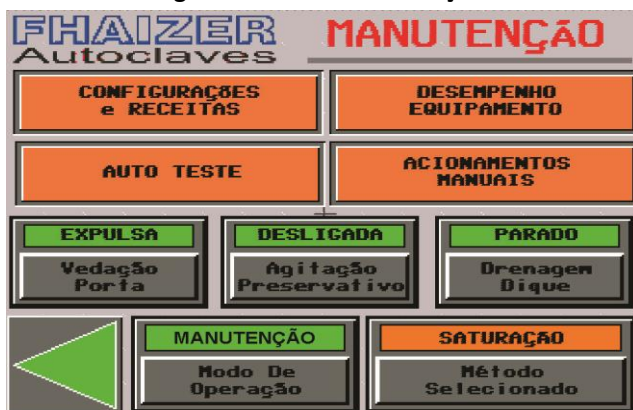 FHAIZER MANUTENÇÃO
Autoclaves
CONFIGURAÇÕES
e RECEITAS
DESEMPENHO
EQUIPAMENTO
AUTO TESTE
ACIONAMENTOS
MANUAIS
EXPULSA
Vedação
Porta
DESLIGADA
Agitação
Preservativo
PARADO
Drenagem
Dique
MANUTENÇÃO
Modo De
Operação
SATURAÇÃO
Método
Selecionado